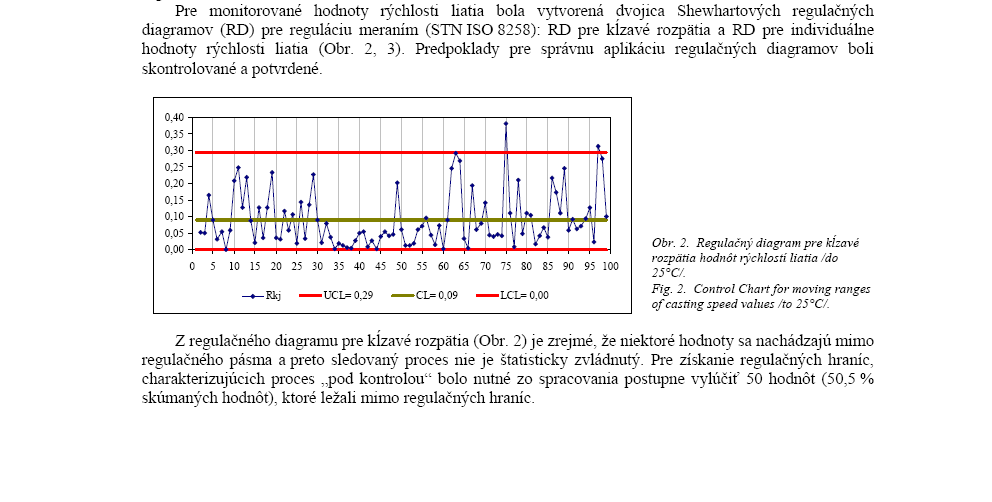 Pre monitorované hodnoty rýchlosti liatia bola vytvorená dvojica Shewhartových regulačných
diagramov (RD) pre reguláciu meraním (STN ISO 8258): RD pre kĺzavé rozpätia a RD pre individuálne
hodnoty rýchlosti liatia (Obr. 2, 3). Predpoklady pre správnu aplikáciu regulačných diagramov boli
skontrolované a potvrdené.
0,40
0,35
0,30
0,25
0,20
0,15
0,10
0,05
0,00
0 5 10 15 20 25 30 35 40 45 50 55 60 65 70 75 80 85 90 95 100
Rkj UCL= 0,29 CL= 0,09 LCL= 0,00
Obr. 2. Regulačný diagram pre kĺzavé
rozpätia hodnôt rýchlostí liatia /do
25°C/.
Fig. 2. Control Chart for moving ranges
of casting speed values /to 25°C/.
Z regulačného diagramu pre kĺzavé rozpätia (Obr. 2) je zrejmé, že niektoré hodnoty sa nachádzajú mimo
regulačného pásma a preto sledovaný proces nie je štatisticky zvládnutý. Pre získanie regulačných hraníc,
charakterizujúcich proces „pod kontrolou“ bolo nutné zo spracovania postupne vylúčiť 50 hodnôt (50,5 %
skúmaných hodnôt), ktoré ležali mimo regulačných hraníc.